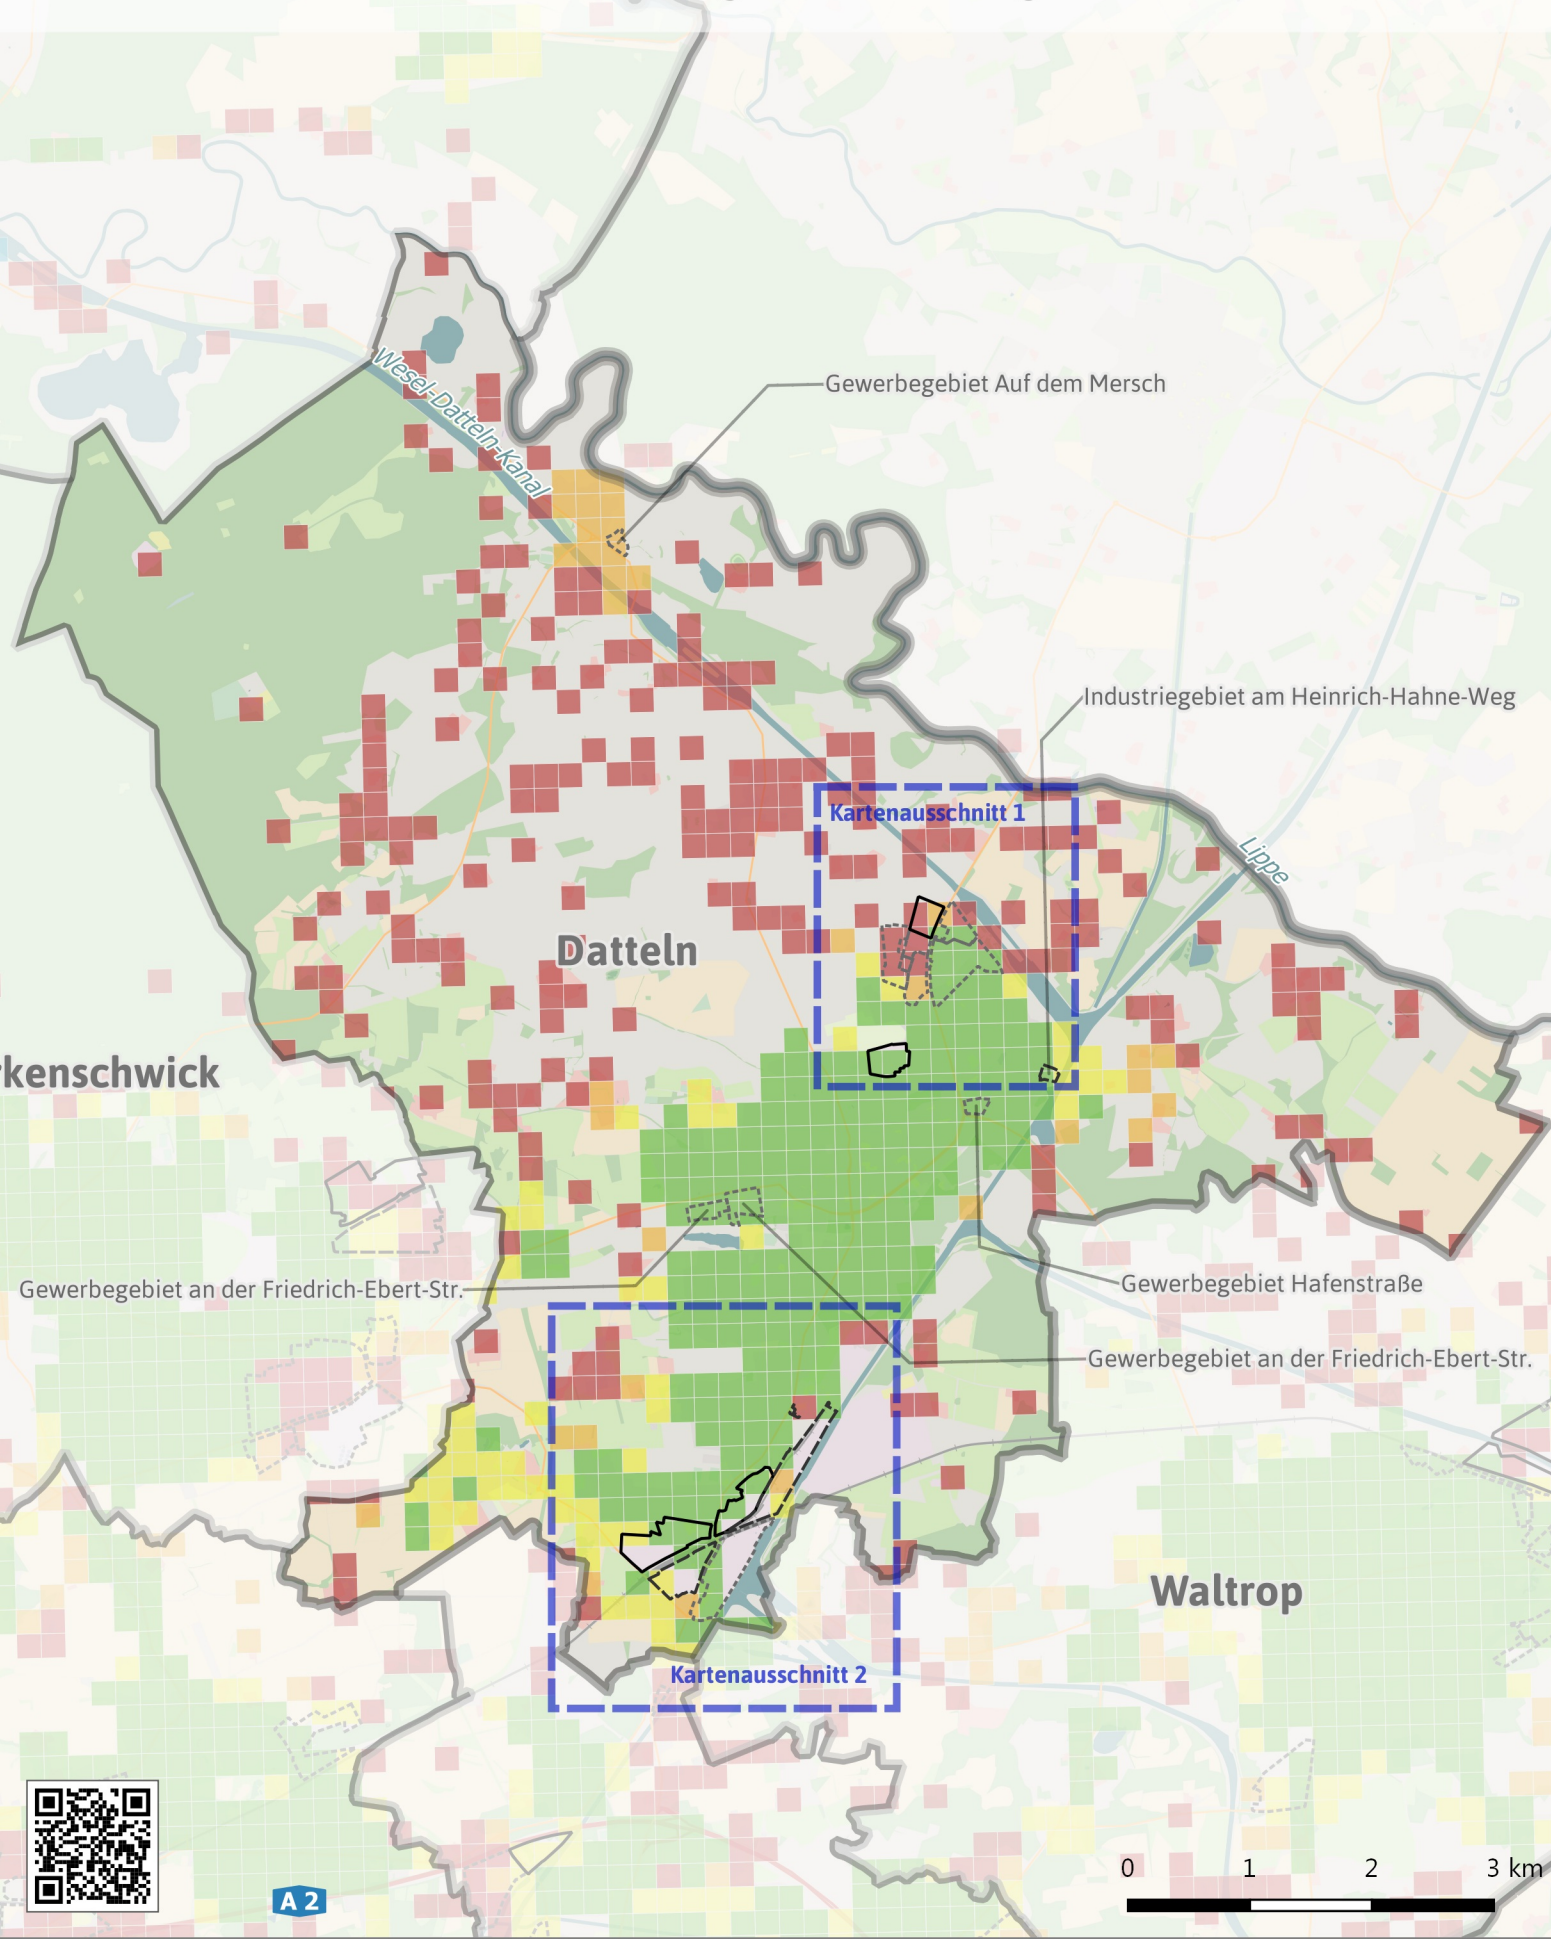 Wesel-Datteln-Kanal
Gewerbegebiet Auf dem Mersch
Industriegebiet am Heinrich-Hahne-Weg
Kartenausschnitt 1
Lippe
Datteln
rkenschwick
Gewerbegebiet an der Friedrich-Ebert-Str.
Gewerbegebiet Hafenstraße
Gewerbegebiet an der Friedrich-Ebert-Str.
Waltrop
Kartenausschnitt 2
0 1 2 3 km
A 2